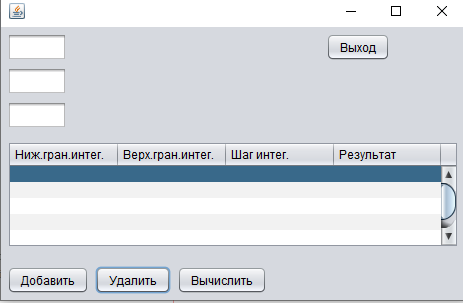 Выход
Ниж.гран.интег. Верх.гран.интег. Шаг интег. Результат
Добавить Удалить Вычислить